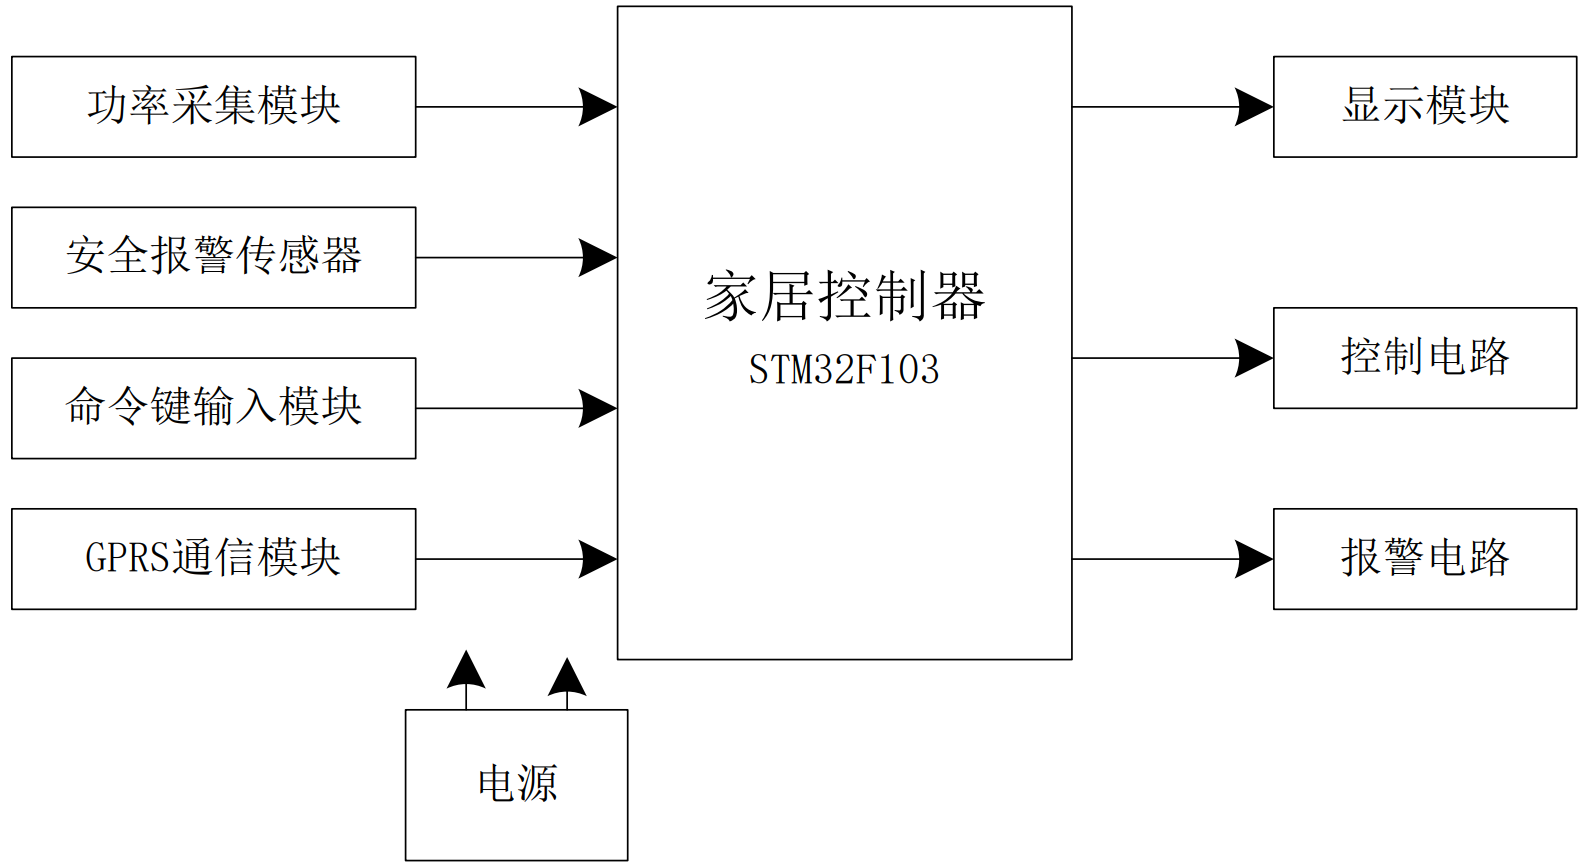 功率采集模块
安全报警传感器
命令键输入模块
GPRS通信模块
家居控制器
STM32F103
显示模块
控制电路
报警电路
电源